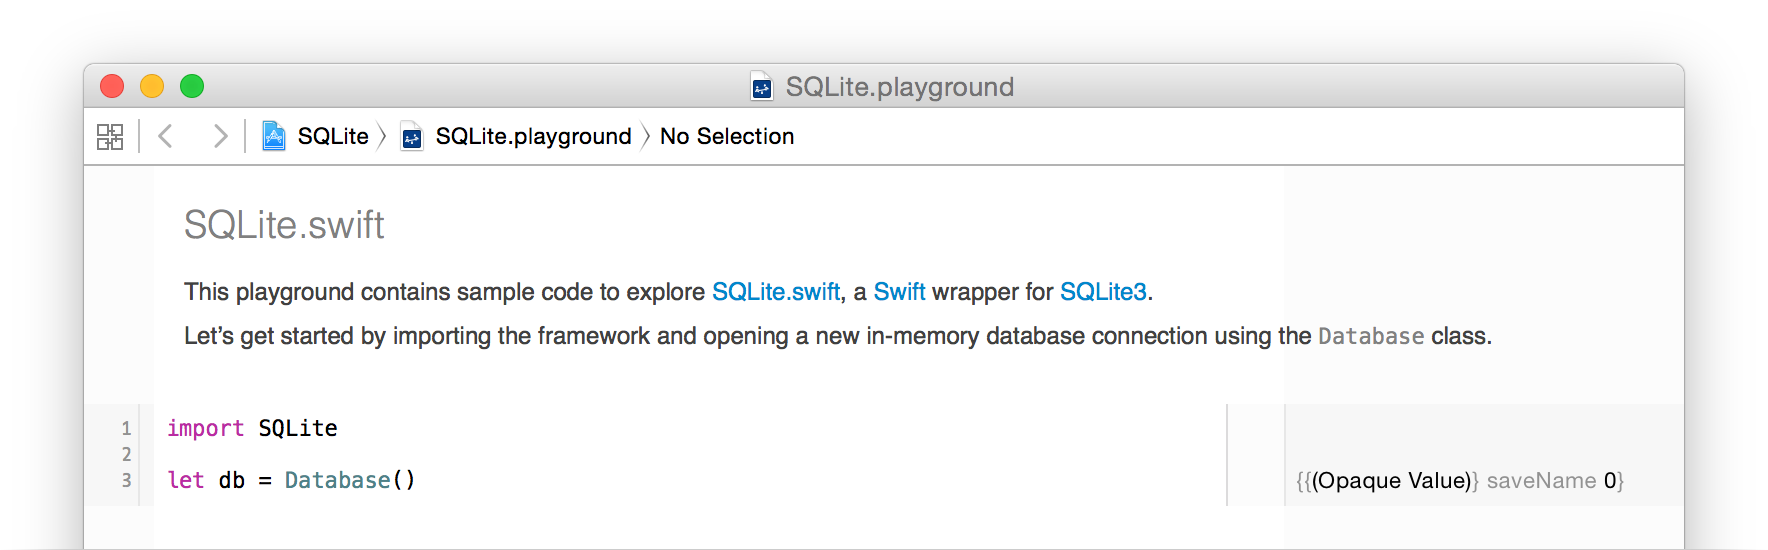 SQLite.playground
SQLite SQLite.playground No Selection
SQLite.swift
This playground contains sample code to explore SQLite.swift, a Swift wrapper for SQLite3.
Let’s get started by importing the framework and opening a new in-memory database connection using the Database class.
1 import SQLite
2
3 let db = Database() {{(Opaque Value)} saveName 0}